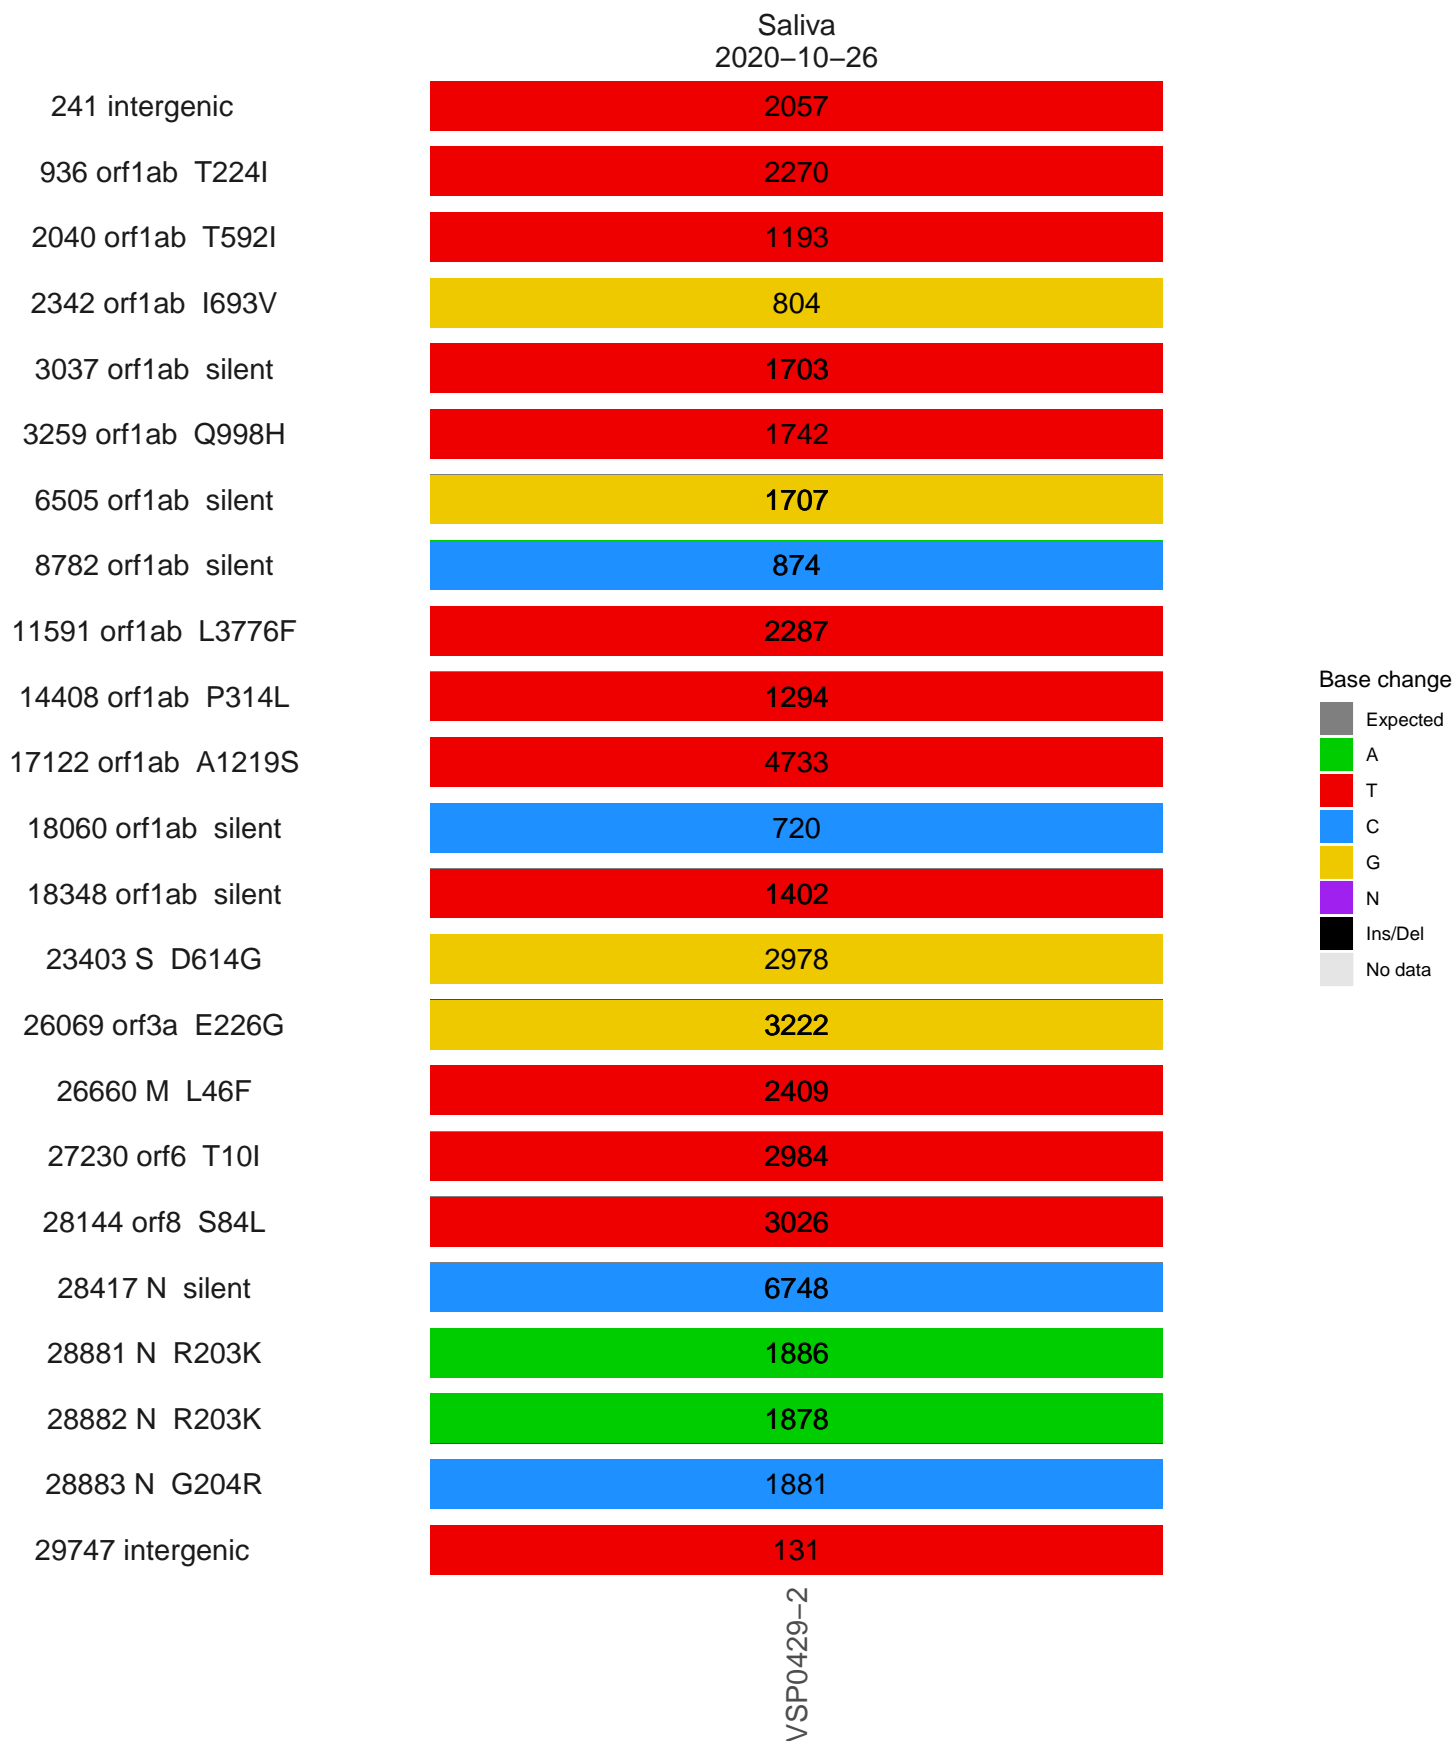 Saliva
2020−10−26
241 intergenic 2057
936 orf1ab T224I 2270
2040 orf1ab T592I 1193
2342 orf1ab I693V 804
3037 orf1ab silent 1703
3259 orf1ab Q998H 1742
6505 orf1ab silent 1707
8782 orf1ab silent 874
11591 orf1ab L3776F 2287
14408 orf1ab P314L 1294
17122 orf1ab A1219S 4733
18060 orf1ab silent 720
18348 orf1ab silent 1402
23403 S D614G 2978
26069 orf3a E226G 3222
26660 M L46F 2409
27230 orf6 T10I 2984
28144 orf8 S84L 3026
28417 N silent 6748
28881 N R203K 1886
28882 N R203K 1878
28883 N G204R 1881
29747 intergenic 131
VSP0429−2
Base change
Expected
A
T
C
G
N
Ins/Del
No data